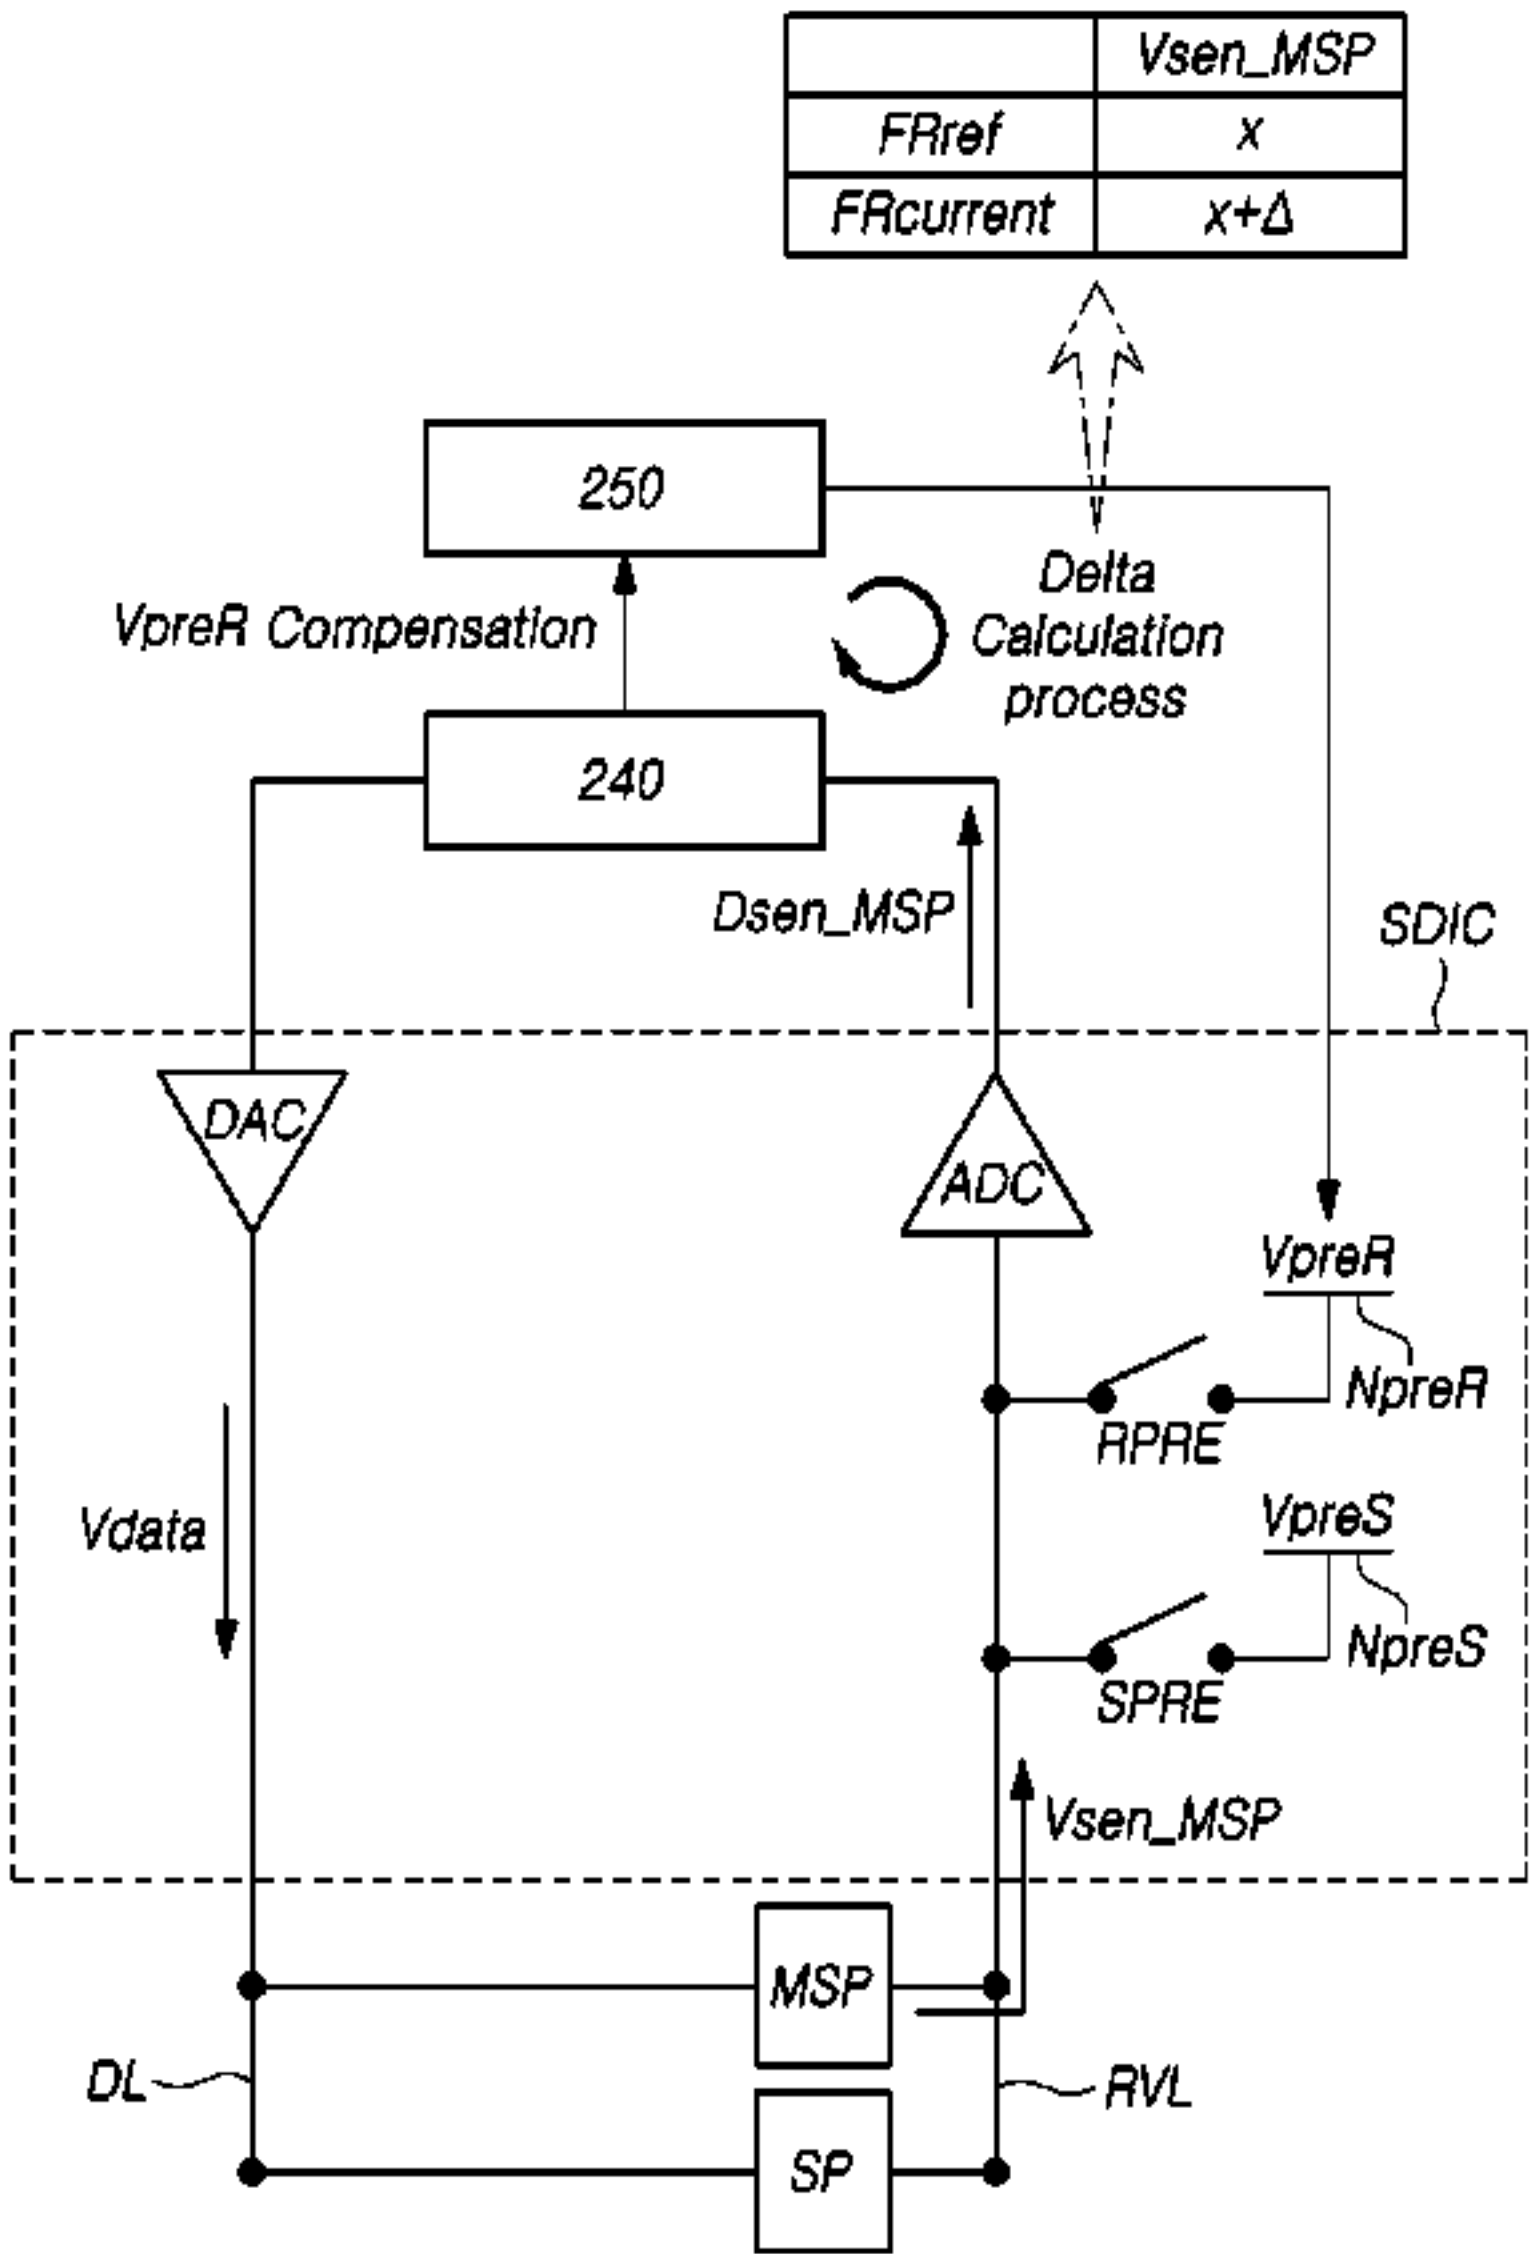 Vsen_MSP
FRref x
FRcurrent x+Δ
250
Delta
Calculation
process
VpreR Compensation
240
Dsen_MSP
SDIC
DAC
ADC
VpreR
NpreR
RPRE
Vdata
VpreS
NpreS
SPRE
Vsen_MSP
MSP
DL
RVL
SP